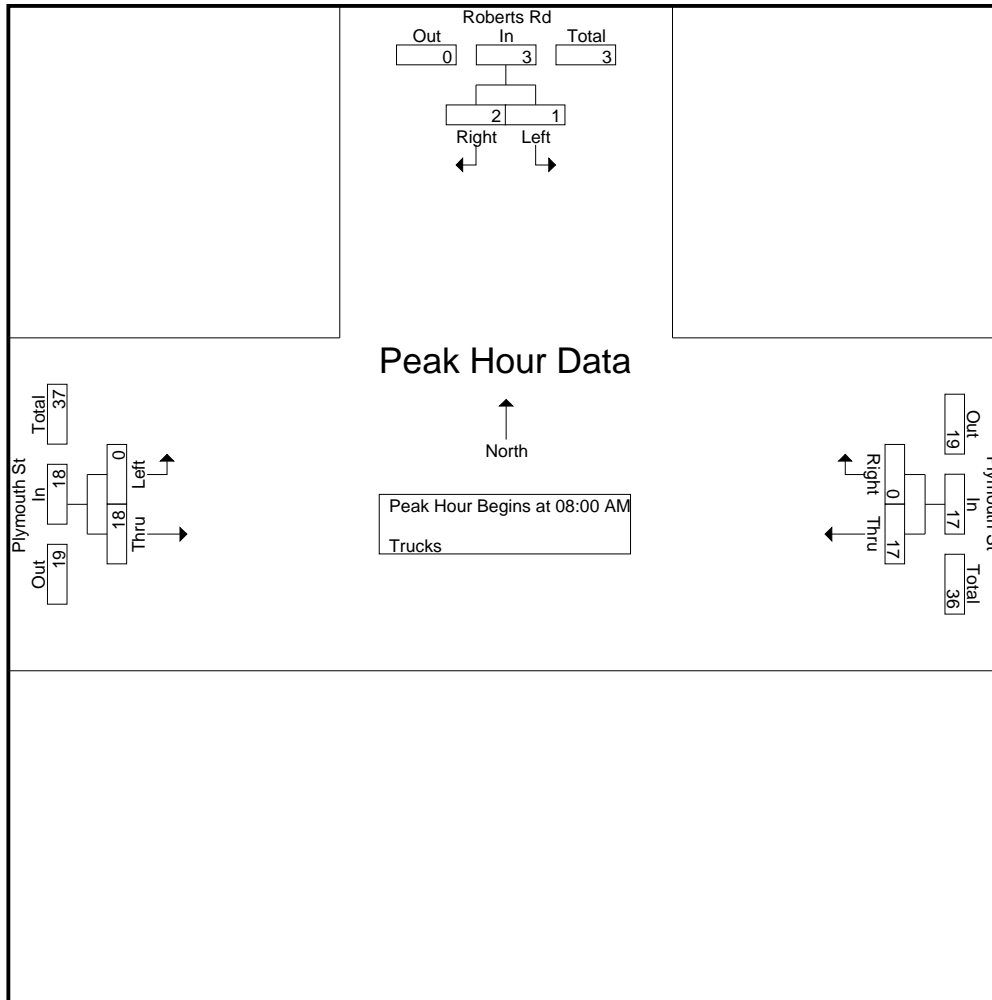 Roberts Rd
Out In Total
0 3 3
2 1
Right Left
Peak Hour Data
North
Peak Hour Begins at 08:00 AM
Trucks
Plymouth St
Total In Out
37 18 19
0 18
Left Thru
Plymouth St
Out In Total
19 17 36
0 17
Right Thru